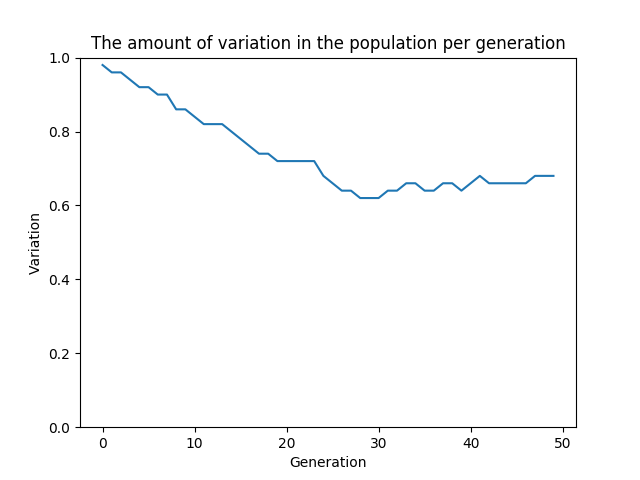 The amount of variation in the population per generation
1.0
0.8
0.6
0.4
0.2
0.0
Variation
0 10 20 30 40 50
Generation